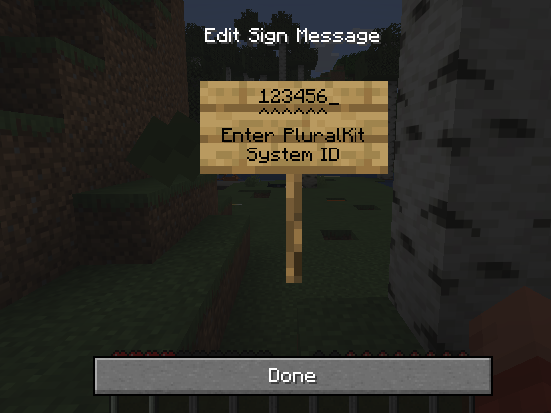 Edit Sign Message
123456_
^^^^^^
Enter PluralKit
System ID
Done